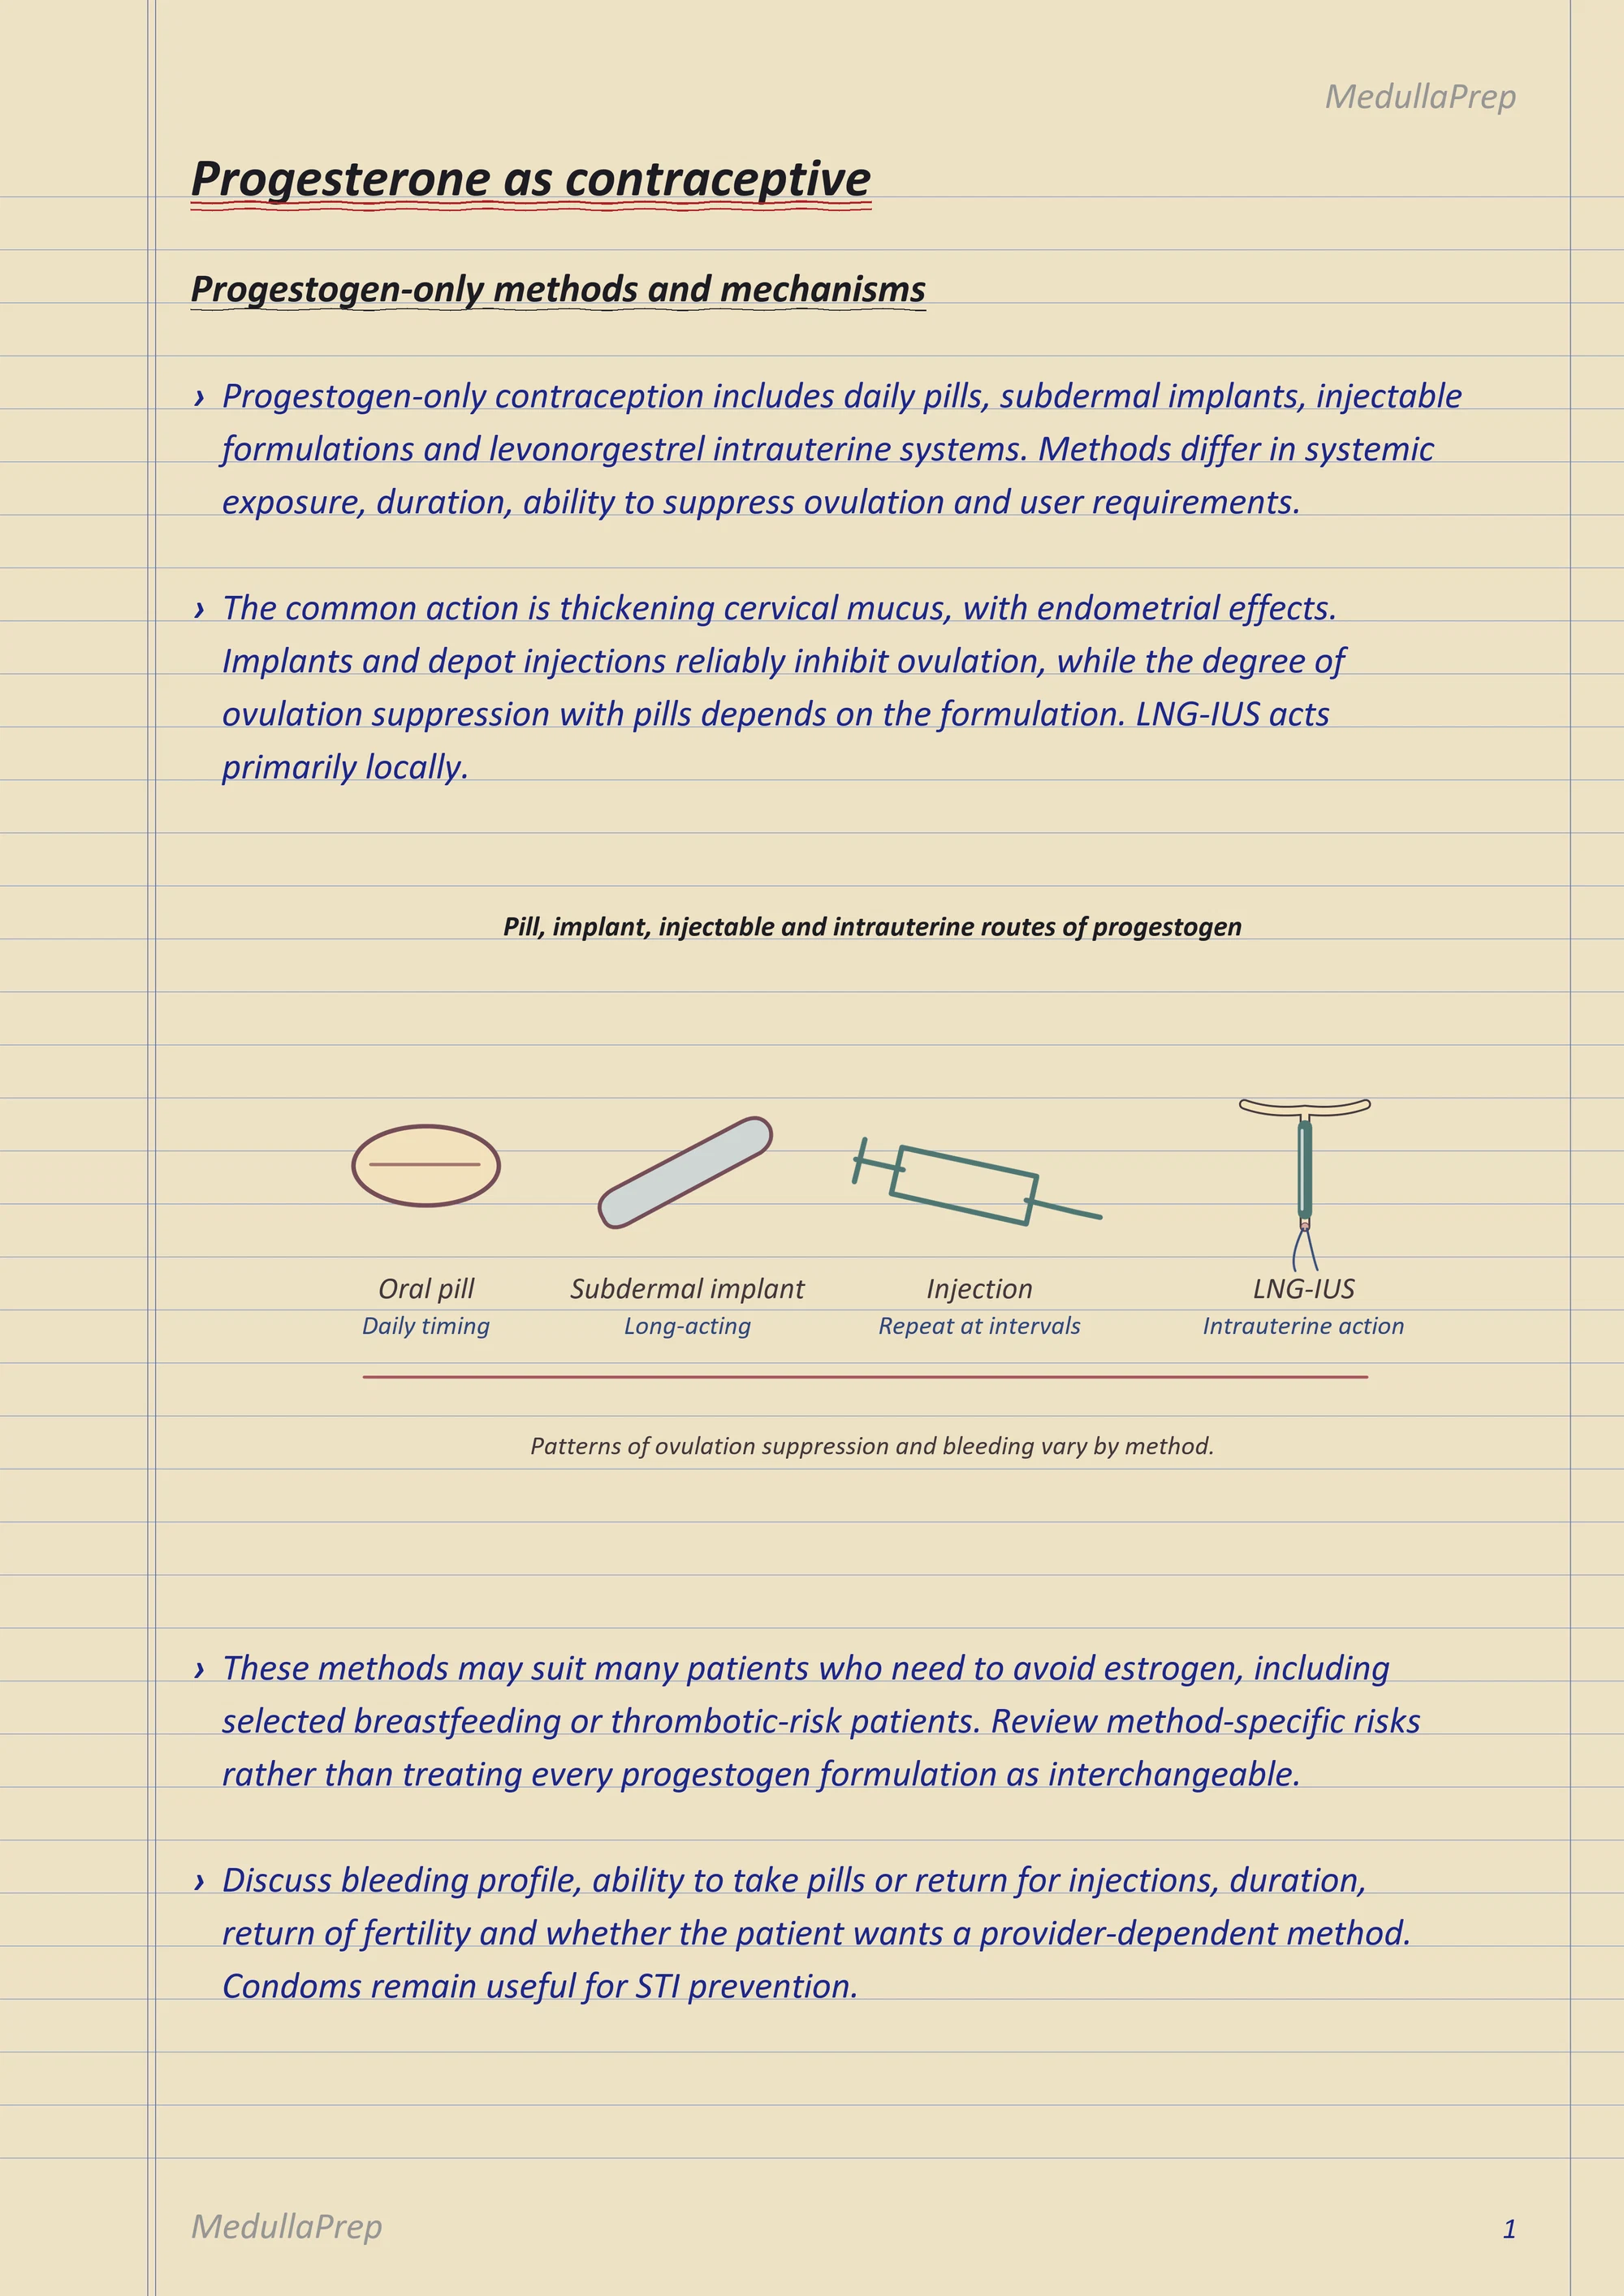 MedullaPrep
Progesterone as contraceptive
Progestogen-only methods and mechanisms
› Progestogen-only contraception includes daily pills, subdermal implants, injectable
formulations and levonorgestrel intrauterine systems. Methods differ in systemic
exposure, duration, ability to suppress ovulation and user requirements.
› The common action is thickening cervical mucus, with endometrial effects.
Implants and depot injections reliably inhibit ovulation, while the degree of
ovulation suppression with pills depends on the formulation. LNG-IUS acts
primarily locally.
Pill, implant, injectable and intrauterine routes of progestogen
Oral pill
Daily timing
Subdermal implant
Long-acting
Injection
Repeat at intervals
LNG-IUS
Intrauterine action
Patterns of ovulation suppression and bleeding vary by method.
› These methods may suit many patients who need to avoid estrogen, including
selected breastfeeding or thrombotic-risk patients. Review method-specific risks
rather than treating every progestogen formulation as interchangeable.
› Discuss bleeding profile, ability to take pills or return for injections, duration,
return of fertility and whether the patient wants a provider-dependent method.
Condoms remain useful for STI prevention.
MedullaPrep
1